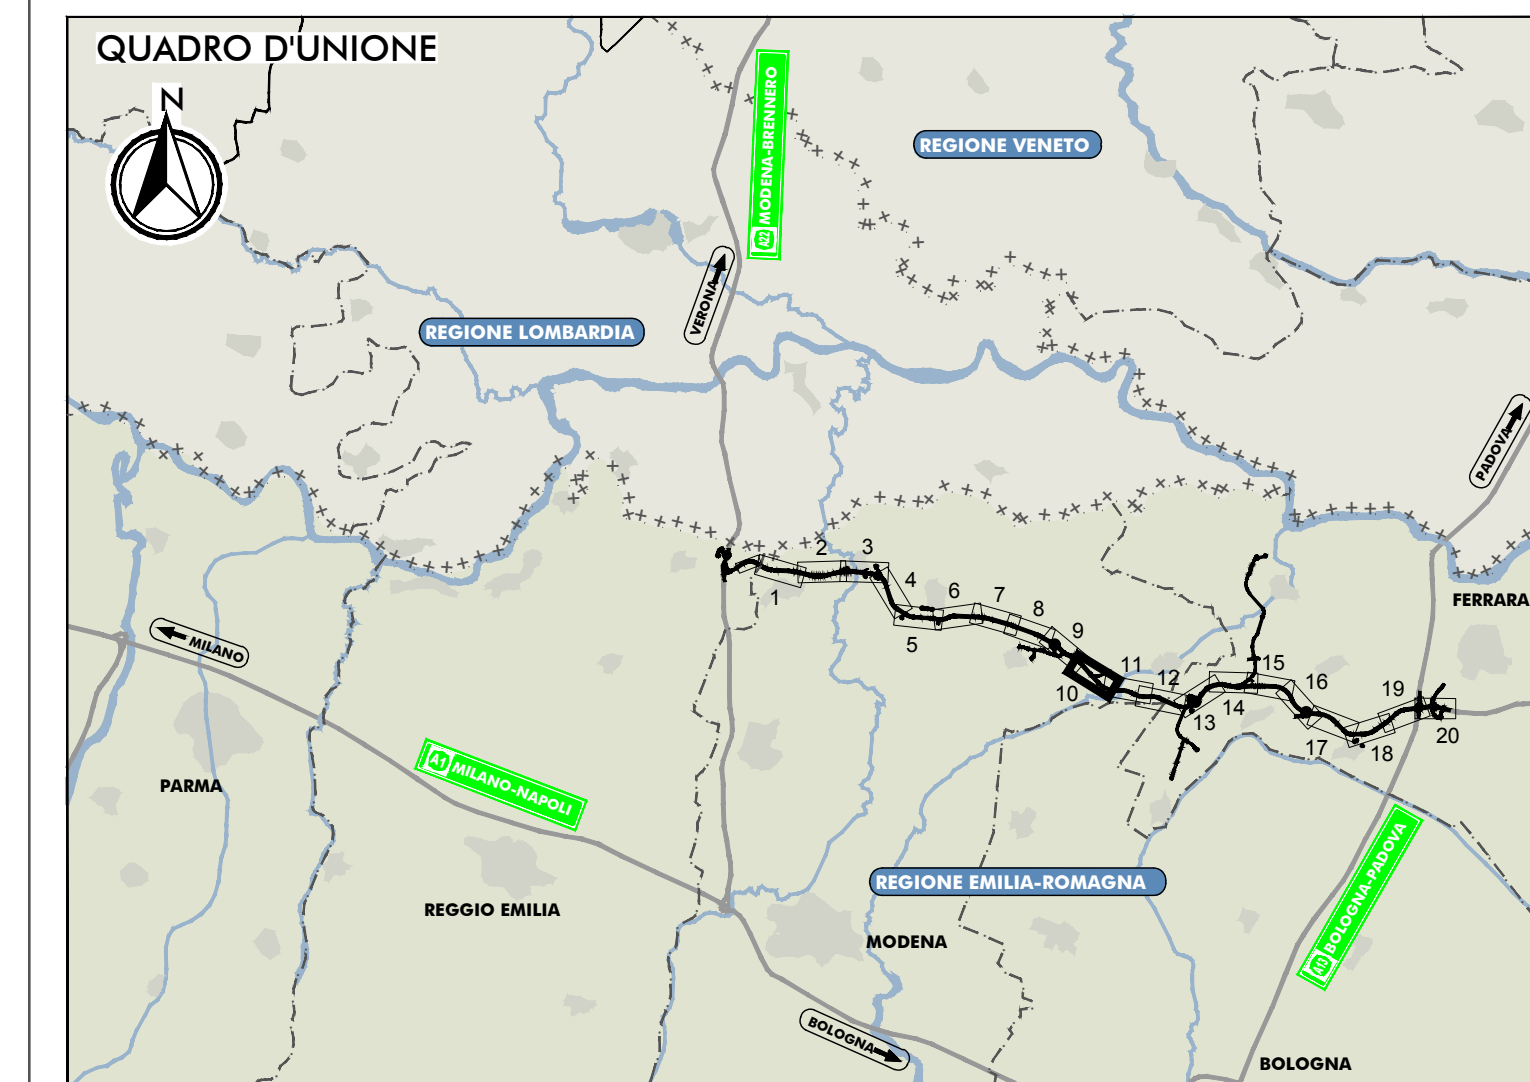 QUADRO D'UNIONE
N
A22 MODENA-BRENNERO
REGIONE VENETO
VERONA
REGIONE LOMBARDIA
PADOVA
1
2
3
4
5
6
7
8
9
10
11
12
13
14
15
16
17
18
19
20
FERRARA
MILANO
PARMA
A1 MILANO-NAPOLI
REGGIO EMILIA
REGIONE EMILIA-ROMAGNA
MODENA
A13 BOLOGNA-PADOVA
BOLOGNA
BOLOGNA